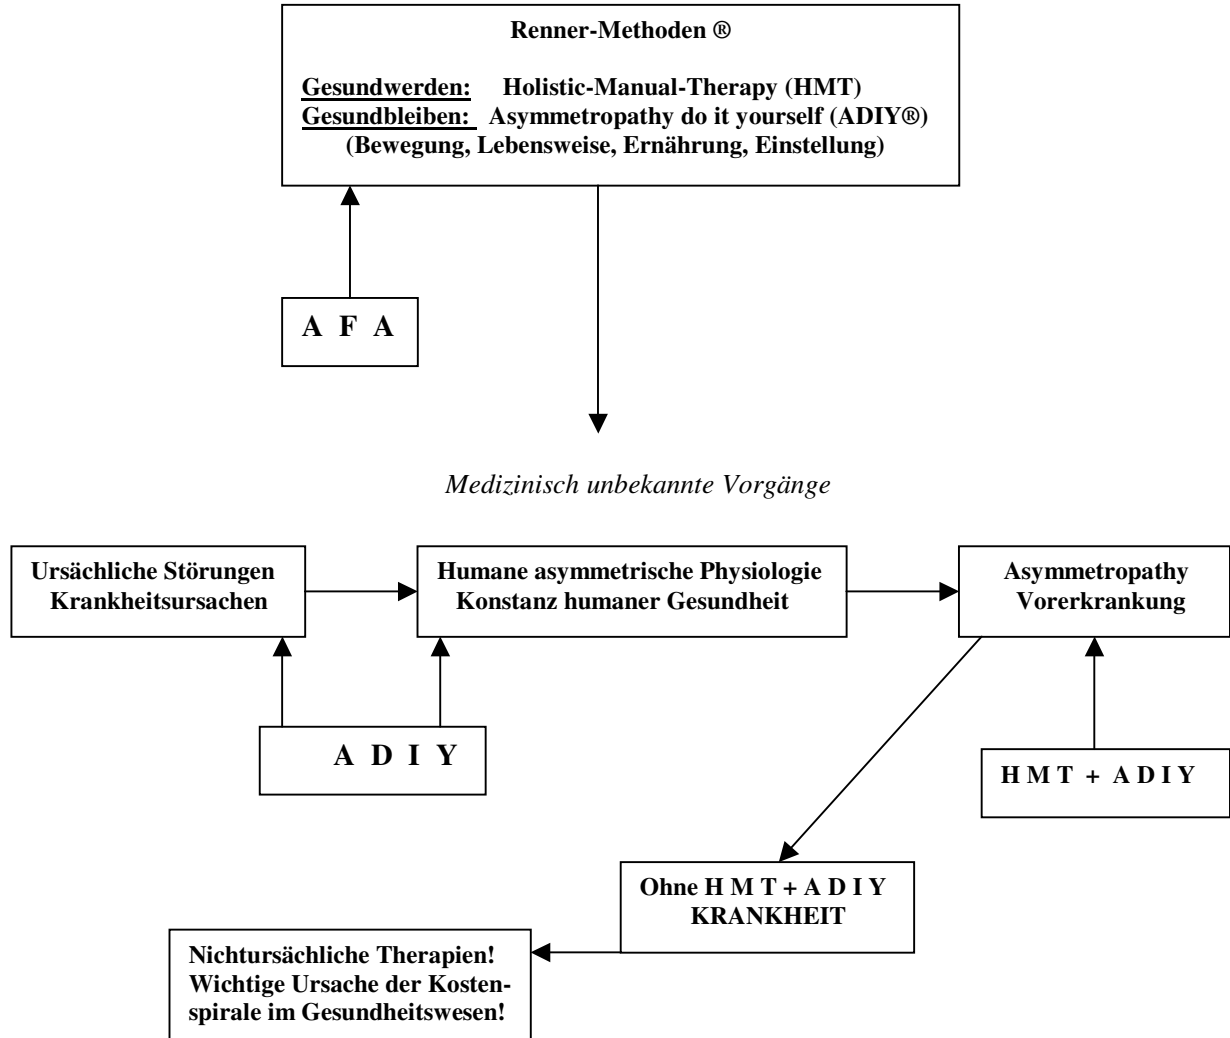 Renner-Methoden ®
Gesundwerden: Holistic-Manual-Therapy (HMT)
Gesundbleiben: Asymmetropathy do it yourself (ADIY®)
(Bewegung, Lebensweise, Ernährung, Einstellung)
A F A
Medizinisch unbekannte Vorgänge
Ursächliche Störungen
Krankheitsursachen
Humane asymmetrische Physiologie
Konstanz humaner Gesundheit
Asymmetropathy
Vorerkrankung
A D I Y
H M T + A D I Y
Ohne H M T + A D I Y
KRANKHEIT
Nichtursächliche Therapien!
Wichtige Ursache der Kosten-
spirale im Gesundheitswesen!